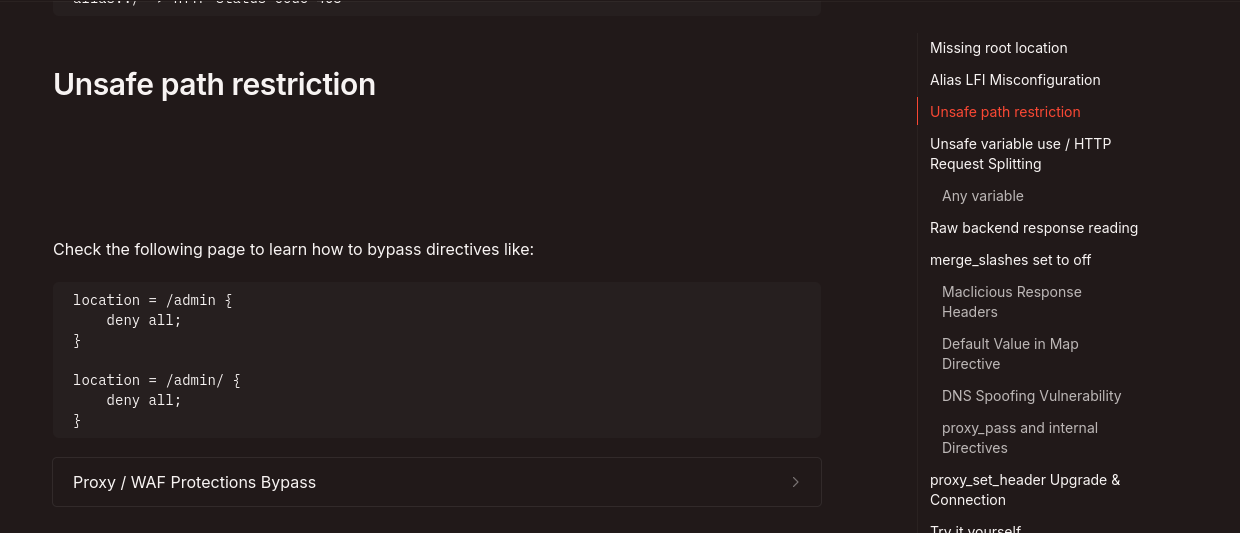 Unsafe path restriction
Check the following page to learn how to bypass directives like:
location = /admin {
    deny all;
}

location = /admin/ {
    deny all;
}
Proxy / WAF Protections Bypass
Missing root location
Alias LFI Misconfiguration
Unsafe path restriction
Unsafe variable use / HTTP
Request Splitting
Any variable
Raw backend response reading
merge_slashes set to off
Maclicious Response
Headers
Default Value in Map
Directive
DNS Spoofing Vulnerability
proxy_pass and internal
Directives
proxy_set_header Upgrade &
Connection
Try it yourself